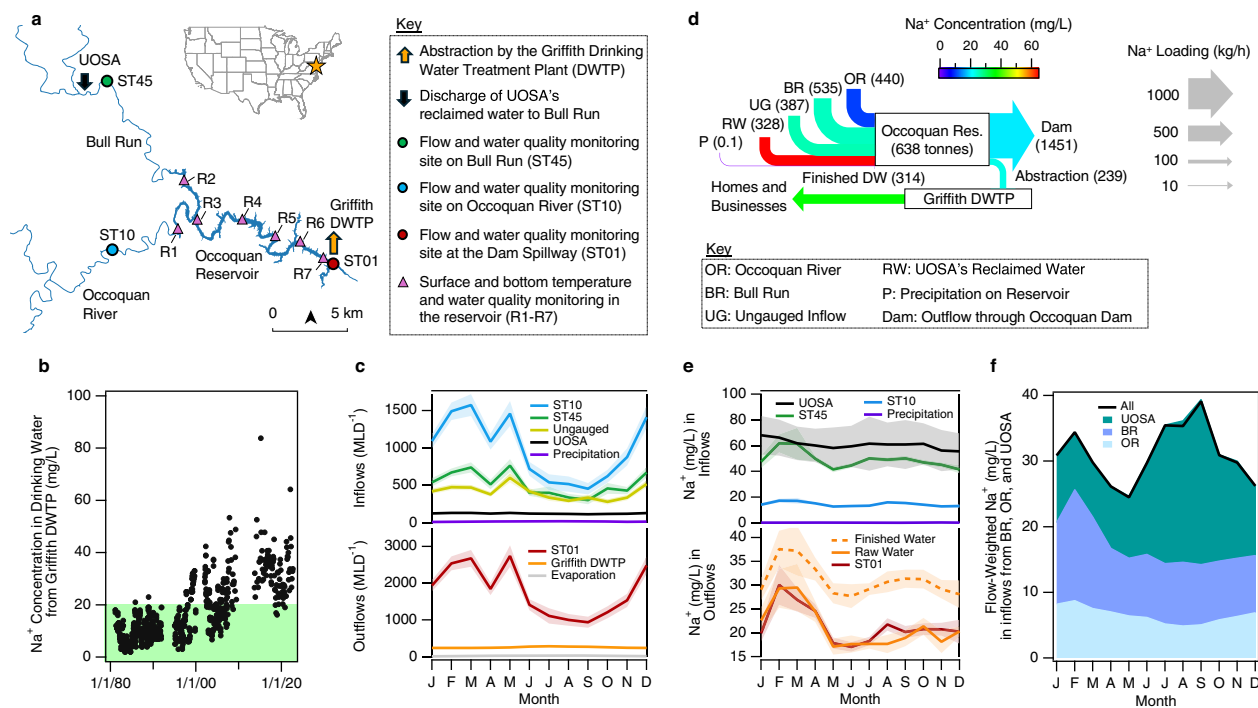 a
UOSA
ST45
Bull Run
R2
R3
R4
R5
R6
Griffith
DWTP
ST10
R1
Occoquan
Reservoir
R7
ST01
Occoquan
River
0 5 km
Key
Abstraction by the Griffith Drinking
Water Treatment Plant (DWTP)
Discharge of UOSA's
reclaimed water to Bull Run
Flow and water quality monitoring
site on Bull Run (ST45)
Flow and water quality monitoring
site on Occoquan River (ST10)
Flow and water quality monitoring
site at the Dam Spillway (ST01)
Surface and bottom temperature
and water quality monitoring in
the reservoir (R1-R7)
d
Na⁺ Concentration (mg/L)
0 20 40 60
Na⁺ Loading (kg/h)
1000
500
100
10
OR (440)
BR (535)
UG (387)
RW (328)
P (0.1)
Occoquan Res.
(638 tonnes)
Dam
(1451)
Abstraction (239)
Finished DW (314)
Homes and
Businesses
Griffith DWTP
Key
OR: Occoquan River
BR: Bull Run
UG: Ungauged Inflow
RW: UOSA's Reclaimed Water
P: Precipitation on Reservoir
Dam: Outflow through Occoquan Dam
b
Na⁺ Concentration in Drinking Water
from Griffith DWTP (mg/L)
100
80
60
40
20
0
1/1/80 1/1/00 1/1/20
c
Inflows (MLD⁻¹)
1500
1000
500
0
ST10
ST45
Ungauged
UOSA
Precipitation
Outflows (MLD⁻¹)
3000
2000
1000
0
ST01
Griffith DWTP
Evaporation
J F M A M J J A S O N D
Month
e
Na⁺ (mg/L) in
Inflows
100
80
60
40
20
0
UOSA
ST45
ST10
Precipitation
Na⁺ (mg/L) in
Outflows
40
35
30
25
20
15
Finished Water
Raw Water
ST01
J F M A M J J A S O N D
Month
f
Flow-Weighted Na⁺ (mg/L)
in inflows from BR, OR, and UOSA
40
30
20
10
0
All
UOSA
BR
OR
J F M A M J J A S O N D
Month